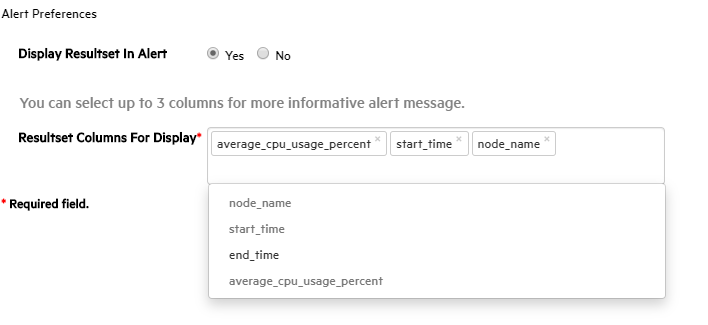 Alert Preferences
Display Resultset In Alert Yes No
You can select up to 3 columns for more informative alert message.
Resultset Columns For Display* average_cpu_usage_percent × start_time × node_name ×
* Required field.
node_name
start_time
end_time
average_cpu_usage_percent